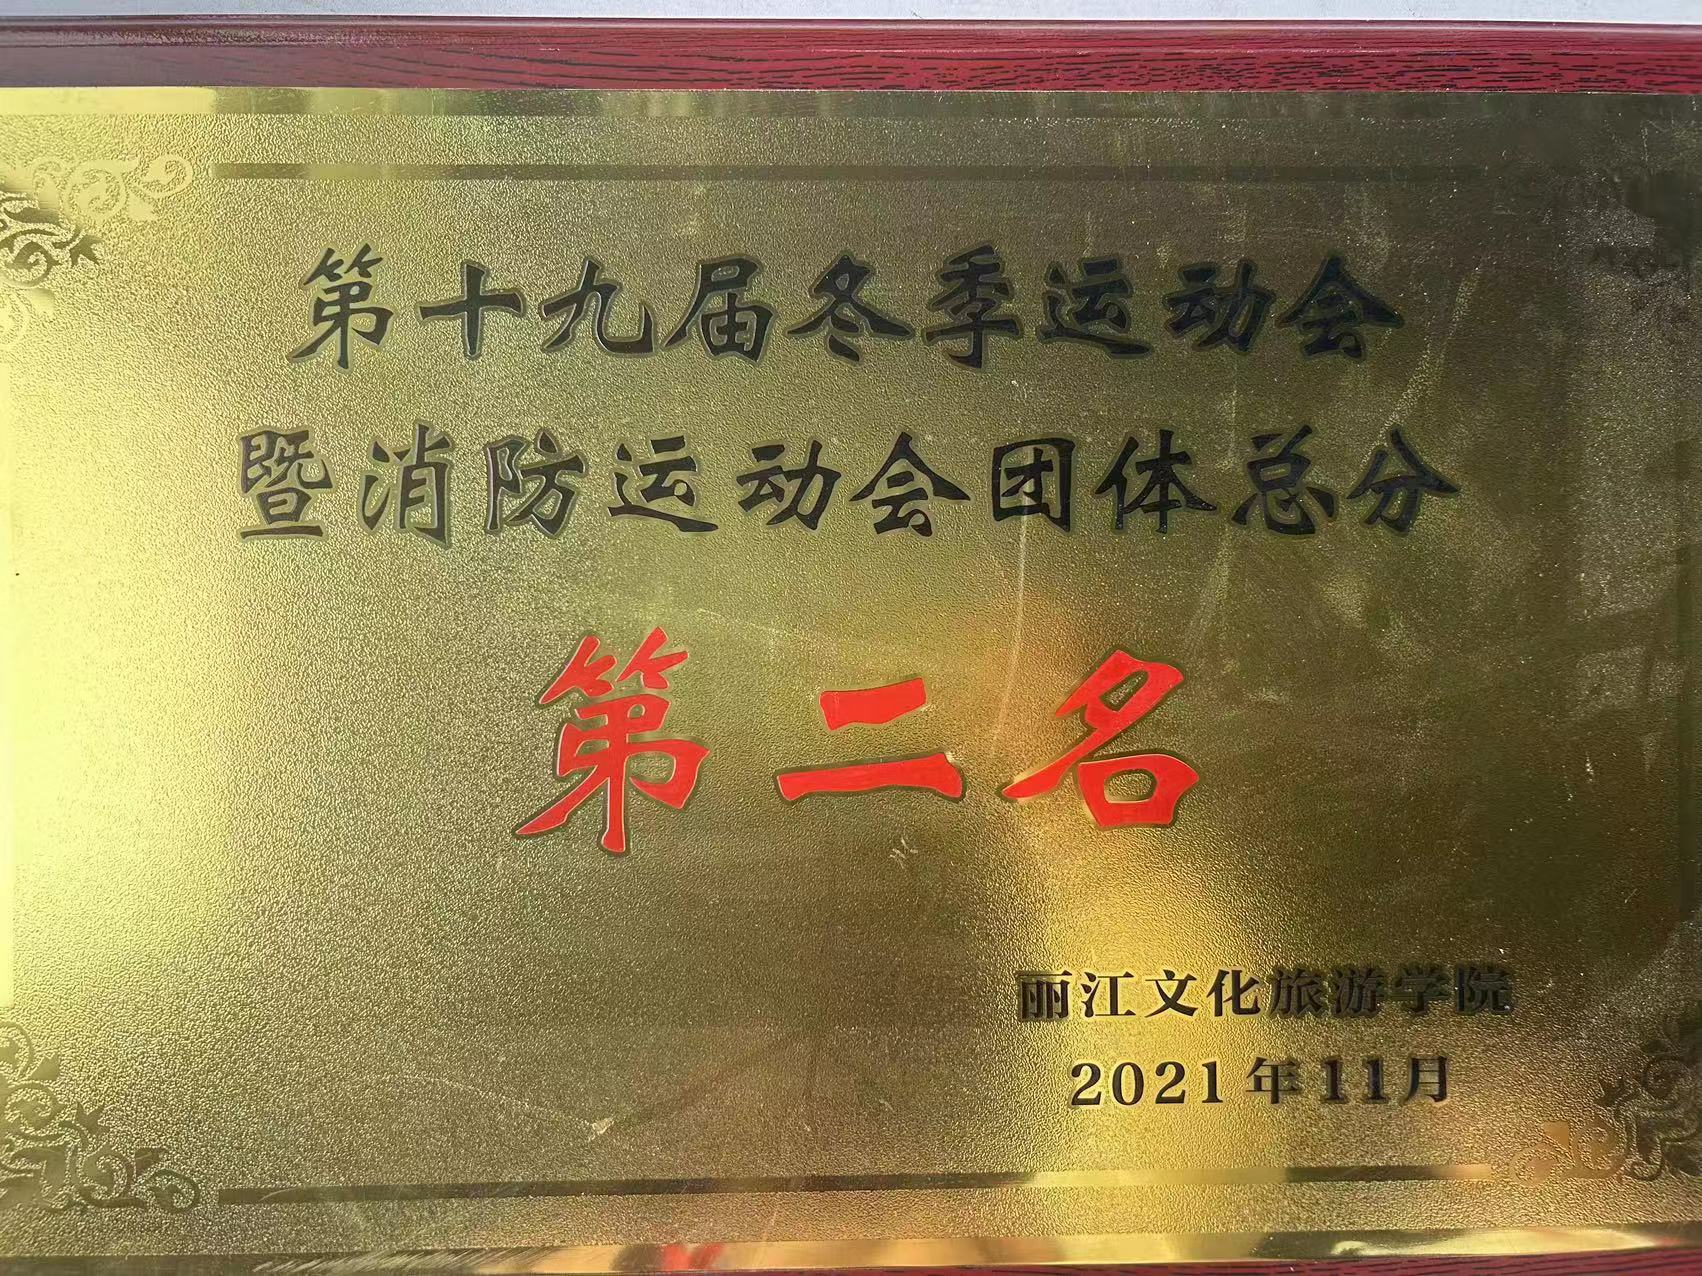 第十九届冬季运动会
暨消防运动会团体总分
第二名
丽江文化旅游学院
2021年11月